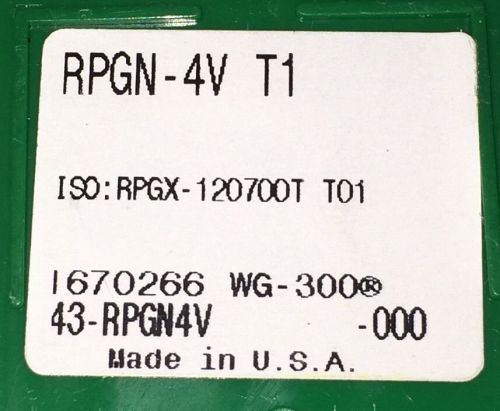 RPGN-4V T1
ISO:RPGX-120700T T01
1670266 WG-300®
43-RPGN4V -000
Made in U.S.A.